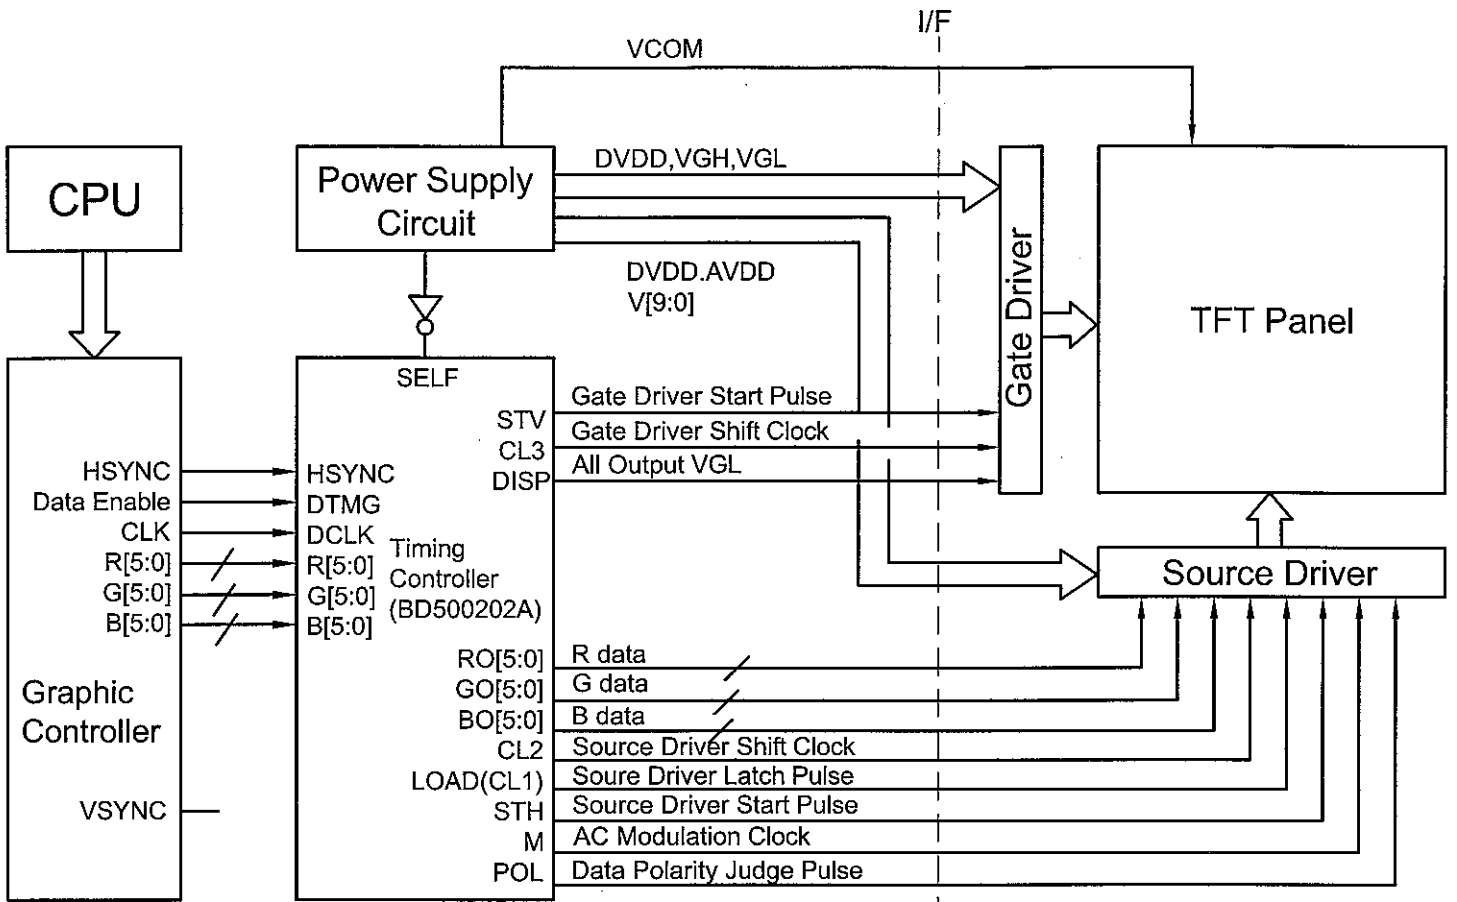 I/F
VCOM
CPU
Power Supply
Circuit
DVDD,VGH,VGL
DVDD.AVDD
V[9:0]
Gate Driver
TFT Panel
SELF
STV
Gate Driver Start Pulse
CL3
Gate Driver Shift Clock
DISP
All Output VGL
HSYNC
Data Enable
CLK
R[5:0]
G[5:0]
B[5:0]
Graphic
Controller
VSYNC
HSYNC
DTMG
DCLK
R[5:0]
G[5:0]
B[5:0]
Timing
Controller
(BD500202A)
Source Driver
RO[5:0]
R data
GO[5:0]
G data
BO[5:0]
B data
CL2
Source Driver Shift Clock
LOAD(CL1)
Soure Driver Latch Pulse
STH
Source Driver Start Pulse
M
AC Modulation Clock
POL
Data Polarity Judge Pulse